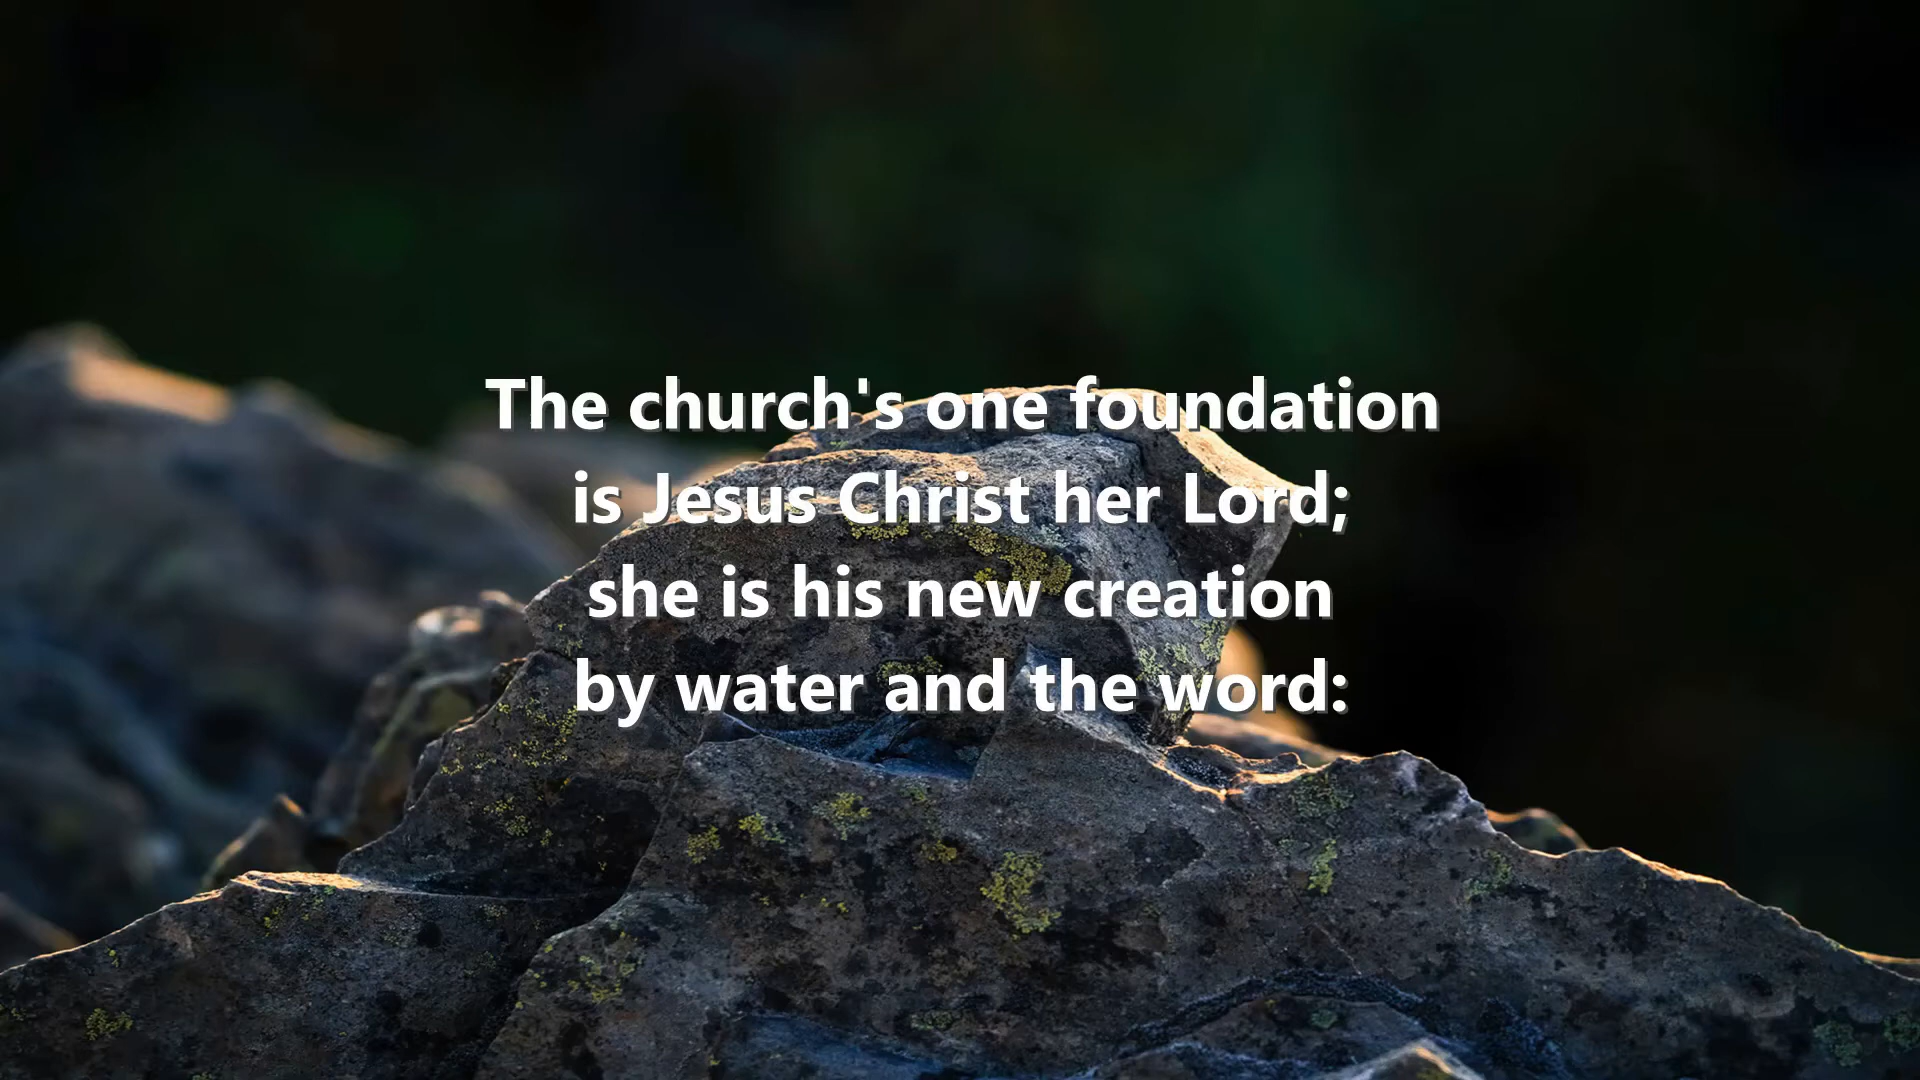 The church's one foundation
is Jesus Christ her Lord;
she is his new creation
by water and the word: